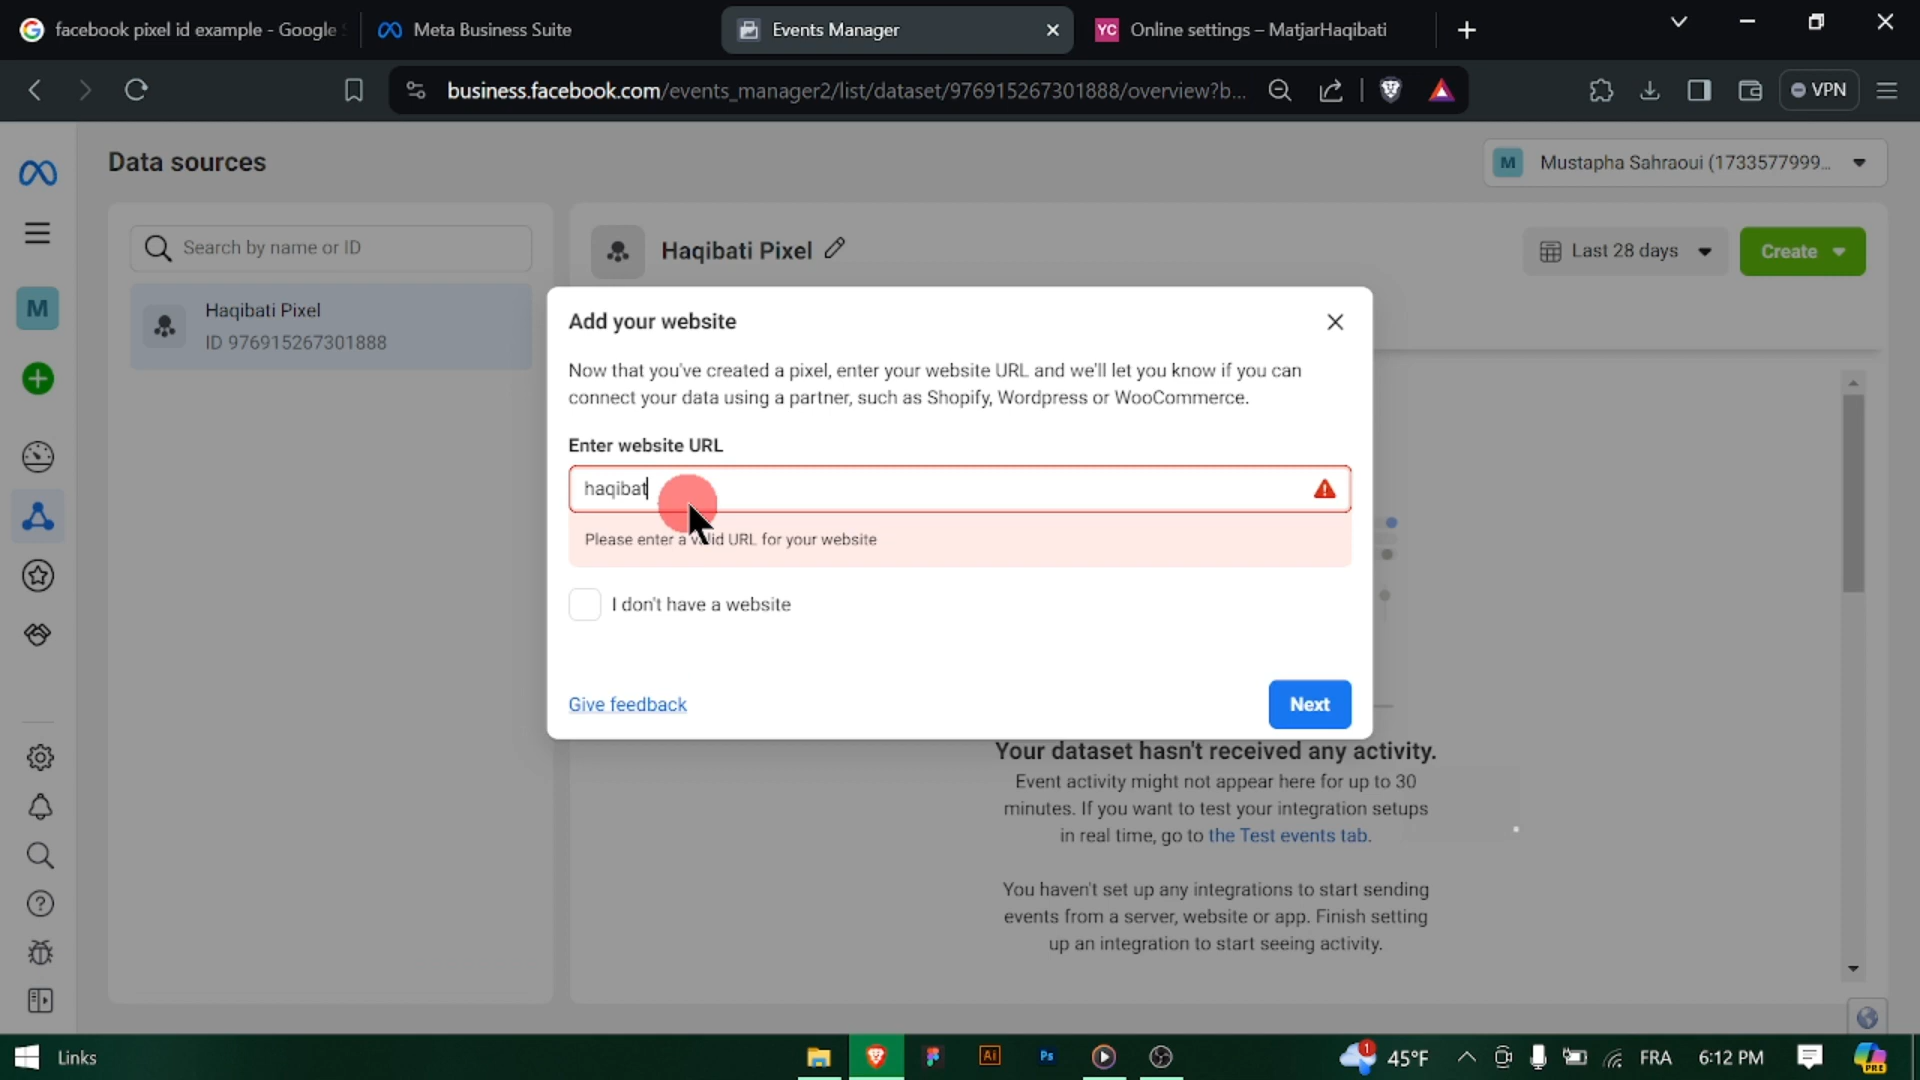 facebook pixel id example - Google
Meta Business Suite
Events Manager
YC
Online settings – MatjarHaqibati
business.facebook.com/events_manager2/list/dataset/976915267301888/overview?b...
VPN
Data sources
M
Mustapha Sahraoui (1733577999...
Search by name or ID
Haqibati Pixel
Last 28 days
Create
M
Haqibati Pixel
ID 976915267301888
Add your website
Now that you've created a pixel, enter your website URL and we'll let you know if you can
connect your data using a partner, such as Shopify, Wordpress or WooCommerce.
Enter website URL
haqibat
Please enter a valid URL for your website
I don't have a website
Give feedback
Next
Your dataset hasn't received any activity.
Event activity might not appear here for up to 30
minutes. If you want to test your integration setups
in real time, go to the Test events tab.
You haven't set up any integrations to start sending
events from a server, website or app. Finish setting
up an integration to start seeing activity.
Links
Ai
Ps
1
45°F
FRA
6:12 PM
PRE